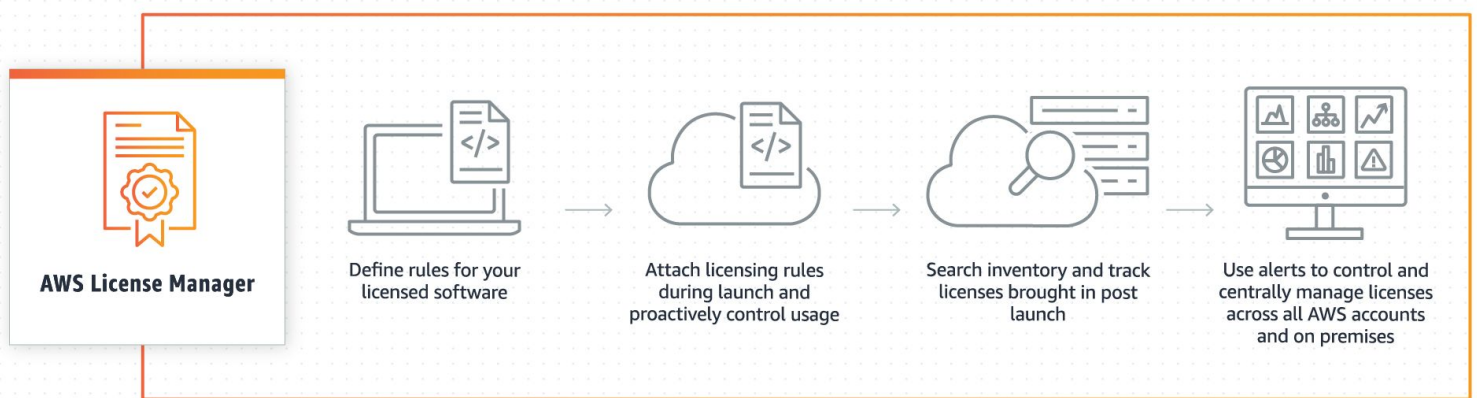 AWS License Manager
Define rules for your
licensed software
Attach licensing rules
during launch and
proactively control usage
Search inventory and track
licenses brought in post
launch
Use alerts to control and
centrally manage licenses
across all AWS accounts
and on premises